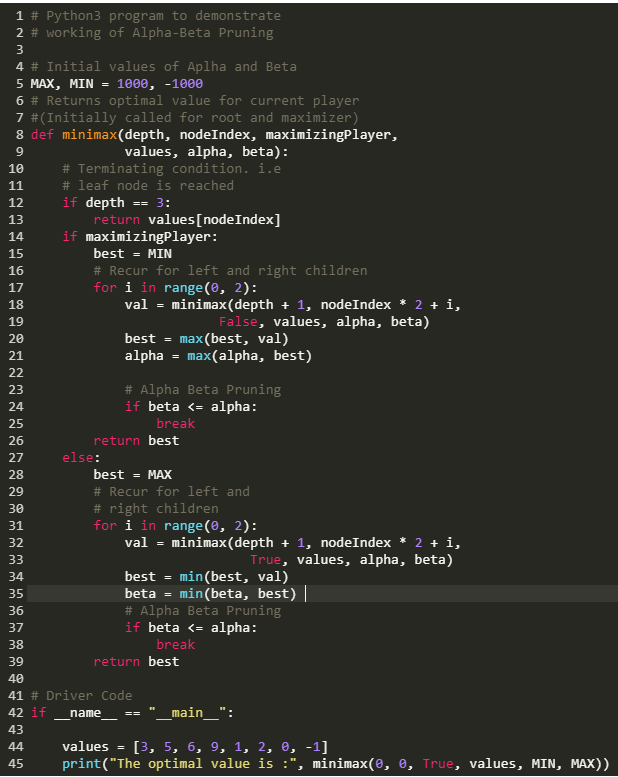 1 # Python3 program to demonstrate
2 # working of Alpha-Beta Pruning
3
4 # Initial values of Aplha and Beta
5 MAX, MIN = 1000, -1000
6 # Returns optimal value for current player
7 #(Initially called for root and maximizer)
8 def minimax(depth, nodeIndex, maximizingPlayer,
9             values, alpha, beta):
10     # Terminating condition. i.e
11     # leaf node is reached
12     if depth == 3:
13         return values[nodeIndex]
14     if maximizingPlayer:
15         best = MIN
16         # Recur for left and right children
17         for i in range(0, 2):
18             val = minimax(depth + 1, nodeIndex * 2 + i,
19                         False, values, alpha, beta)
20             best = max(best, val)
21             alpha = max(alpha, best)
22
23             # Alpha Beta Pruning
24             if beta <= alpha:
25                 break
26         return best
27     else:
28         best = MAX
29         # Recur for left and
30         # right children
31         for i in range(0, 2):
32             val = minimax(depth + 1, nodeIndex * 2 + i,
33                             True, values, alpha, beta)
34             best = min(best, val)
35             beta = min(beta, best)
36             # Alpha Beta Pruning
37             if beta <= alpha:
38                 break
39         return best
40
41 # Driver Code
42 if __name__ == "__main__":
43
44     values = [3, 5, 6, 9, 1, 2, 0, -1]
45     print("The optimal value is :", minimax(0, 0, True, values, MIN, MAX))